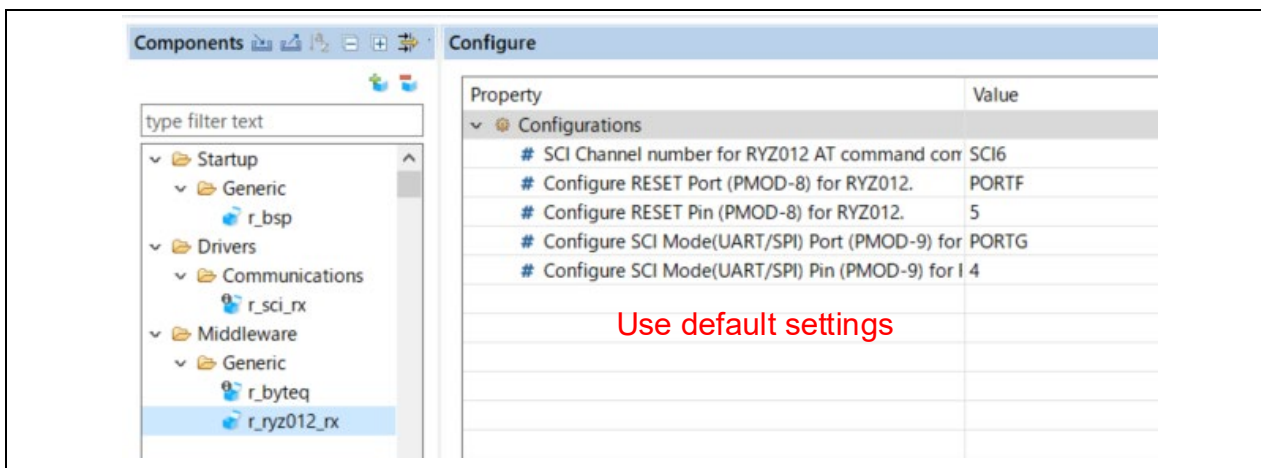 Components
Configure
type filter text
Startup
Generic
r_bsp
Drivers
Communications
r_sci_rx
Middleware
Generic
r_byteq
r_ryz012_rx
Property Value
Configurations
# SCI Channel number for RYZ012 AT command com SCI6
# Configure RESET Port (PMOD-8) for RYZ012. PORTF
# Configure RESET Pin (PMOD-8) for RYZ012. 5
# Configure SCI Mode(UART/SPI) Port (PMOD-9) for PORTG
# Configure SCI Mode(UART/SPI) Pin (PMOD-9) for 4
Use default settings